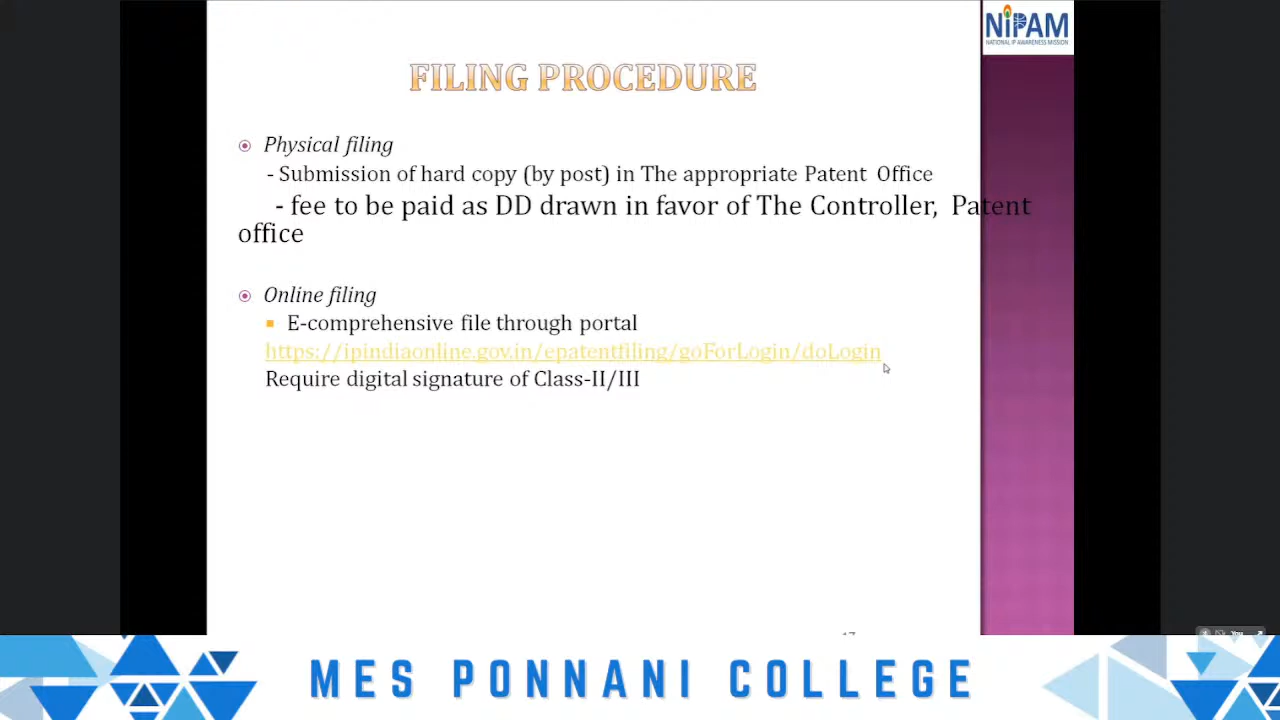 NiPAM
NATIONAL IP AWARENESS MISSION
FILING PROCEDURE
Physical filing
- Submission of hard copy (by post) in The appropriate Patent Office
- fee to be paid as DD drawn in favor of The Controller, Patent
office
Online filing
E-comprehensive file through portal
https://ipindiaonline.gov.in/epatentfiling/goForLogin/doLogin
Require digital signature of Class-II/III
You
MES PONNANI COLLEGE